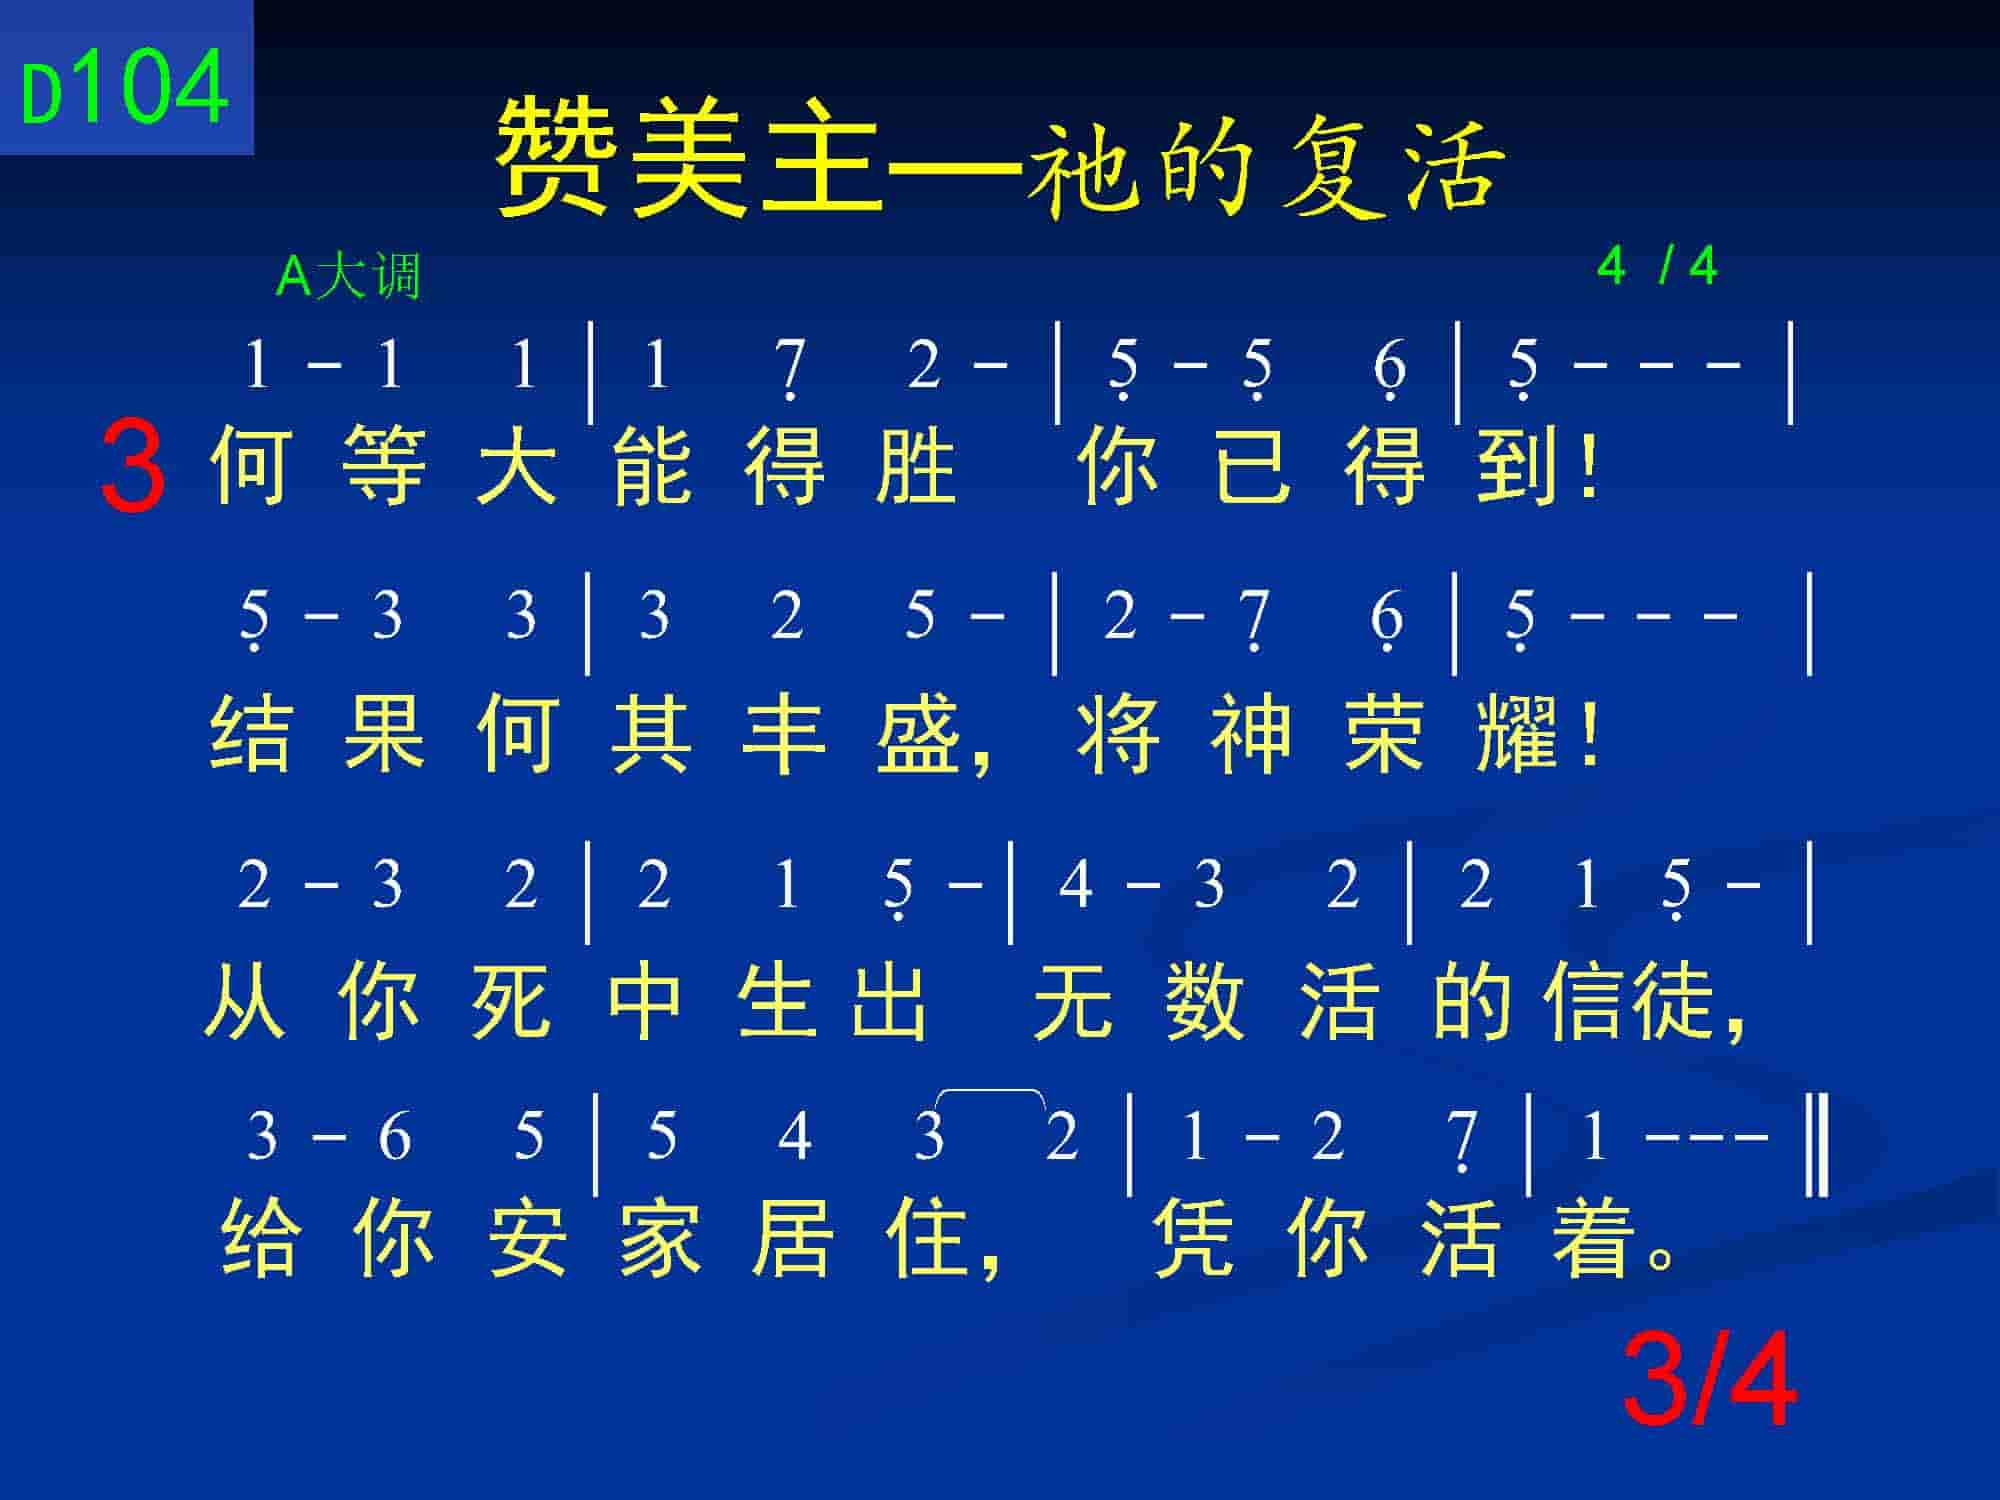 D104
赞美主—祂的复活
A大调 4 / 4
1 - 1 1 | 1 7̣ 2 - | 5̣ - 5̣ 6̣ | 5̣ - - - |
3 何等大能得胜 你已得到！
5̣ - 3 3 | 3 2 5 - | 2 - 7̣ 6̣ | 5̣ - - - |
结果何其丰盛，将神荣耀！
2 - 3 2 | 2 1 5̣ - | 4 - 3 2 | 2 1 5̣ - |
从你死中生出 无数活的信徒，
3 - 6 5 | 5 4 3 2 | 1 - 2 7̣ | 1 - - - ‖
给你安家居住， 凭你活着。
3/4